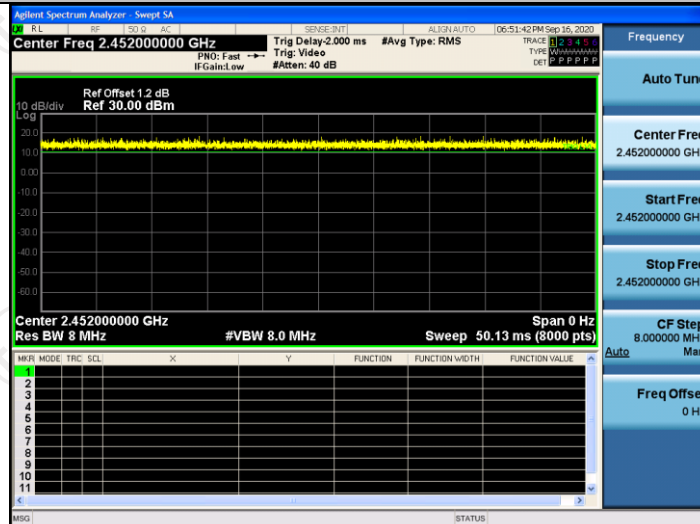 Agilent Spectrum Analyzer - Swept SA
RL RF 50 Ω AC SENSE:INT ALIGN AUTO 06:51:42 PM Sep 16, 2020
Center Freq 2.452000000 GHz
PNO: Fast
IFGain:Low
Trig Delay-2.000 ms
Trig: Video
#Atten: 40 dB
#Avg Type: RMS
TRACE 1 2 3 4 5 6
TYPE
DET P P P P P P
Ref Offset 1.2 dB
10 dB/div Ref 30.00 dBm
Log
20.0
10.0
0.00
-10.0
-20.0
-30.0
-40.0
-50.0
-60.0
Center 2.452000000 GHz Span 0 Hz
Res BW 8 MHz #VBW 8.0 MHz Sweep 50.13 ms (8000 pts)
MKR MODE TRC SCL X Y FUNCTION FUNCTION WIDTH FUNCTION VALUE
1
2
3
4
5
6
7
8
9
10
11
MSG STATUS
Frequency
Auto Tun
Center Fre
2.452000000 GH
Start Fre
2.452000000 GH
Stop Fre
2.452000000 GH
CF Step
8.000000 MH
Auto Ma
Freq Offse
0 H